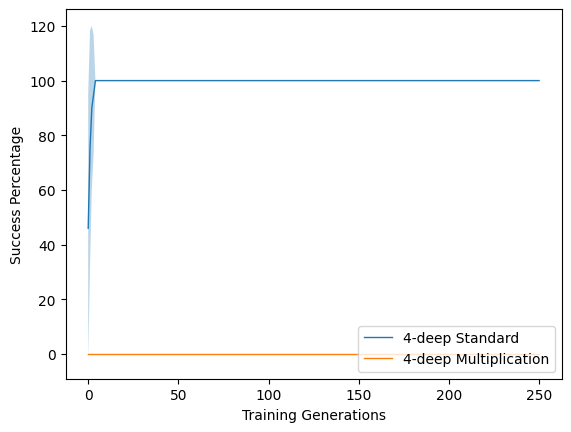 120
100
80
60
40
20
0
Success Percentage
4-deep Standard
4-deep Multiplication
0 50 100 150 200 250
Training Generations